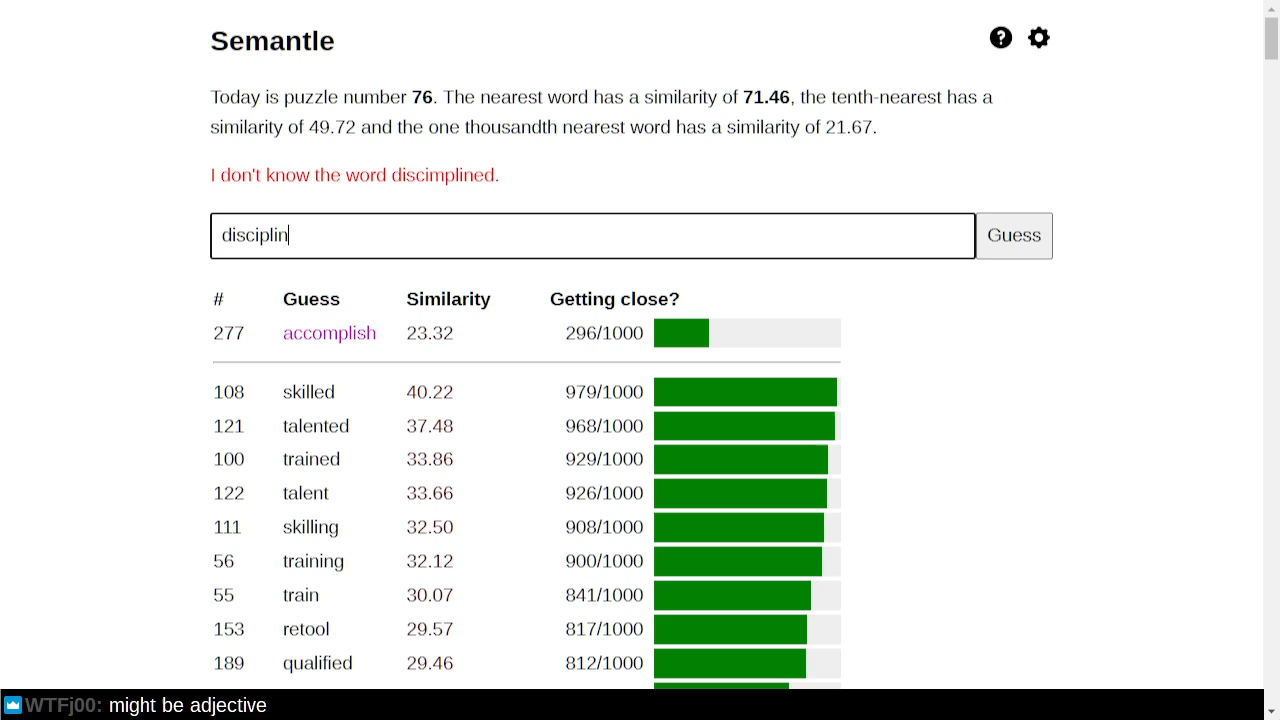 Semantle
Today is puzzle number 76. The nearest word has a similarity of 71.46, the tenth-nearest has a
similarity of 49.72 and the one thousandth nearest word has a similarity of 21.67.
I don't know the word discimplined.
disciplin Guess
# Guess Similarity Getting close?
277 accomplish 23.32 296/1000
108 skilled 40.22 979/1000
121 talented 37.48 968/1000
100 trained 33.86 929/1000
122 talent 33.66 926/1000
111 skilling 32.50 908/1000
56 training 32.12 900/1000
55 train 30.07 841/1000
153 retool 29.57 817/1000
189 qualified 29.46 812/1000
WTFj00: might be adjective